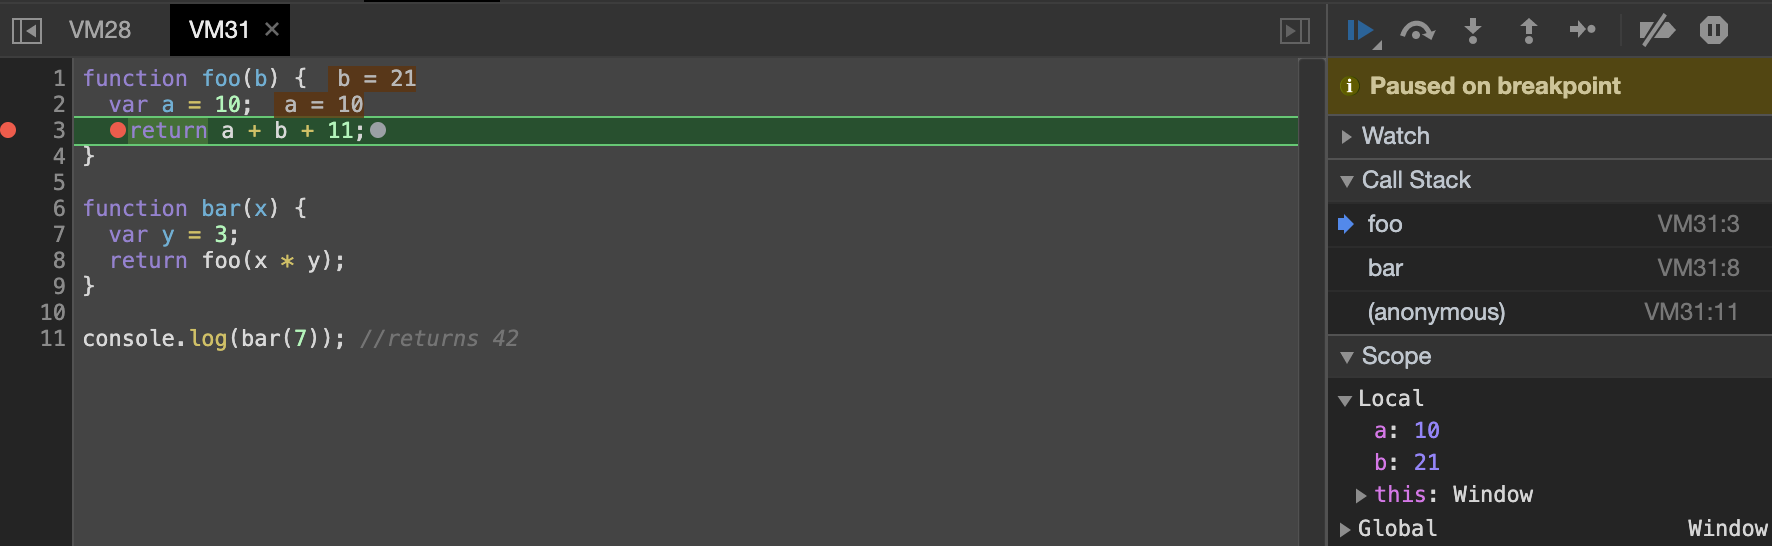 VM28 VM31 ×
1 function foo(b) { b = 21
2 var a = 10; a = 10
3 return a + b + 11;
4 }
5
6 function bar(x) {
7 var y = 3;
8 return foo(x * y);
9 }
10
11 console.log(bar(7)); //returns 42
Paused on breakpoint
Watch
Call Stack
foo VM31:3
bar VM31:8
(anonymous) VM31:11
Scope
Local
a: 10
b: 21
this: Window
Global Window